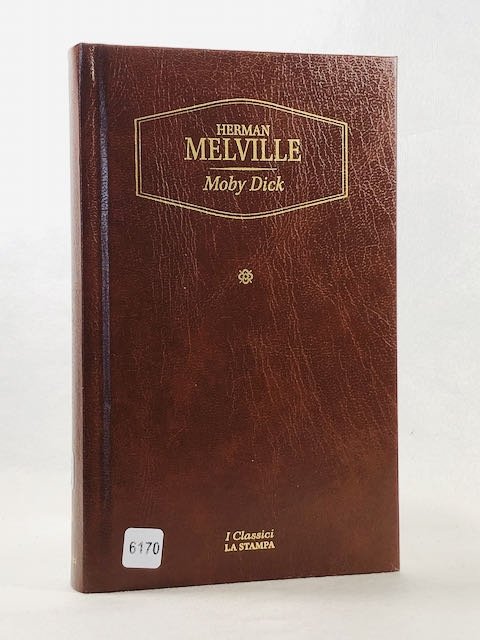 HERMAN
MELVILLE
Moby Dick
I Classici
LA STAMPA
6170